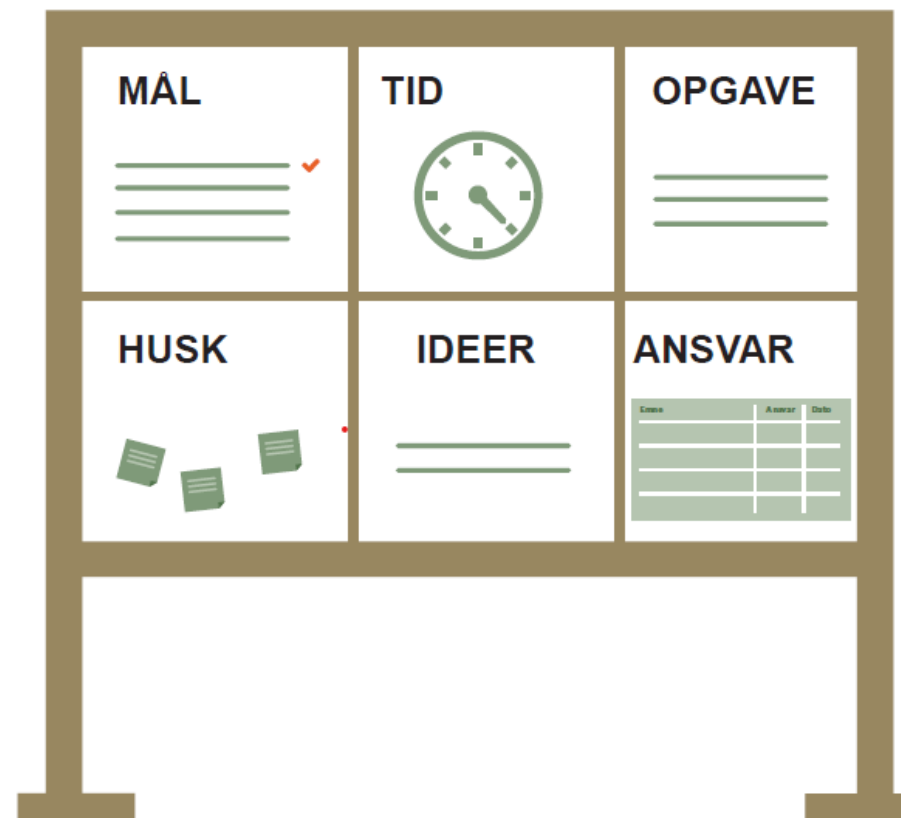 MÅL
TID
OPGAVE
HUSK
IDEER
ANSVAR
Emne
Ansvar
Dato